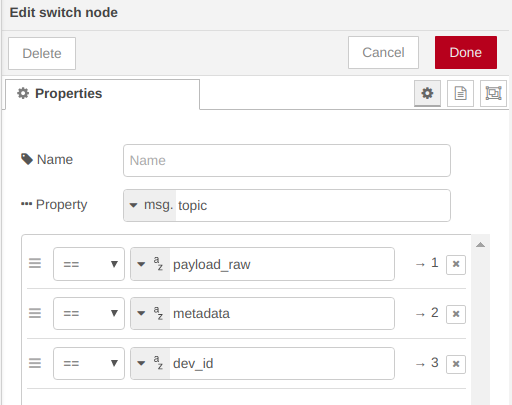 Edit switch node
Delete Cancel Done
Properties
Name Name
Property msg. topic
== az payload_raw → 1
== az metadata → 2
== az dev_id → 3